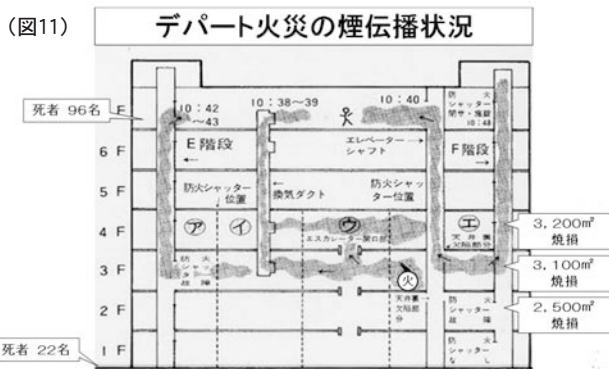 (図11)
デパート火災の煙伝播状況
死者 96名
F
10:42
～43
10:38～39
10:40
防火
シャッター
閉サ・施錠
10:48
6 F
E階段
エレベーター
シャフト
F階段
5 F
防火シャッター
位置
換気ダクト
防火シャッ
ター位置
4 F
ア
イ
ウ
エスカレーター開口部
エ
天井裏
欠陥部分
3,200㎡
焼損
3 F
防火
シャッ
ター
故障
火
3,100㎡
焼損
2 F
天井裏
欠陥部
分
防火
シャッター
故障
2,500㎡
焼損
死者 22名
1 F
防火
シャッター
なし